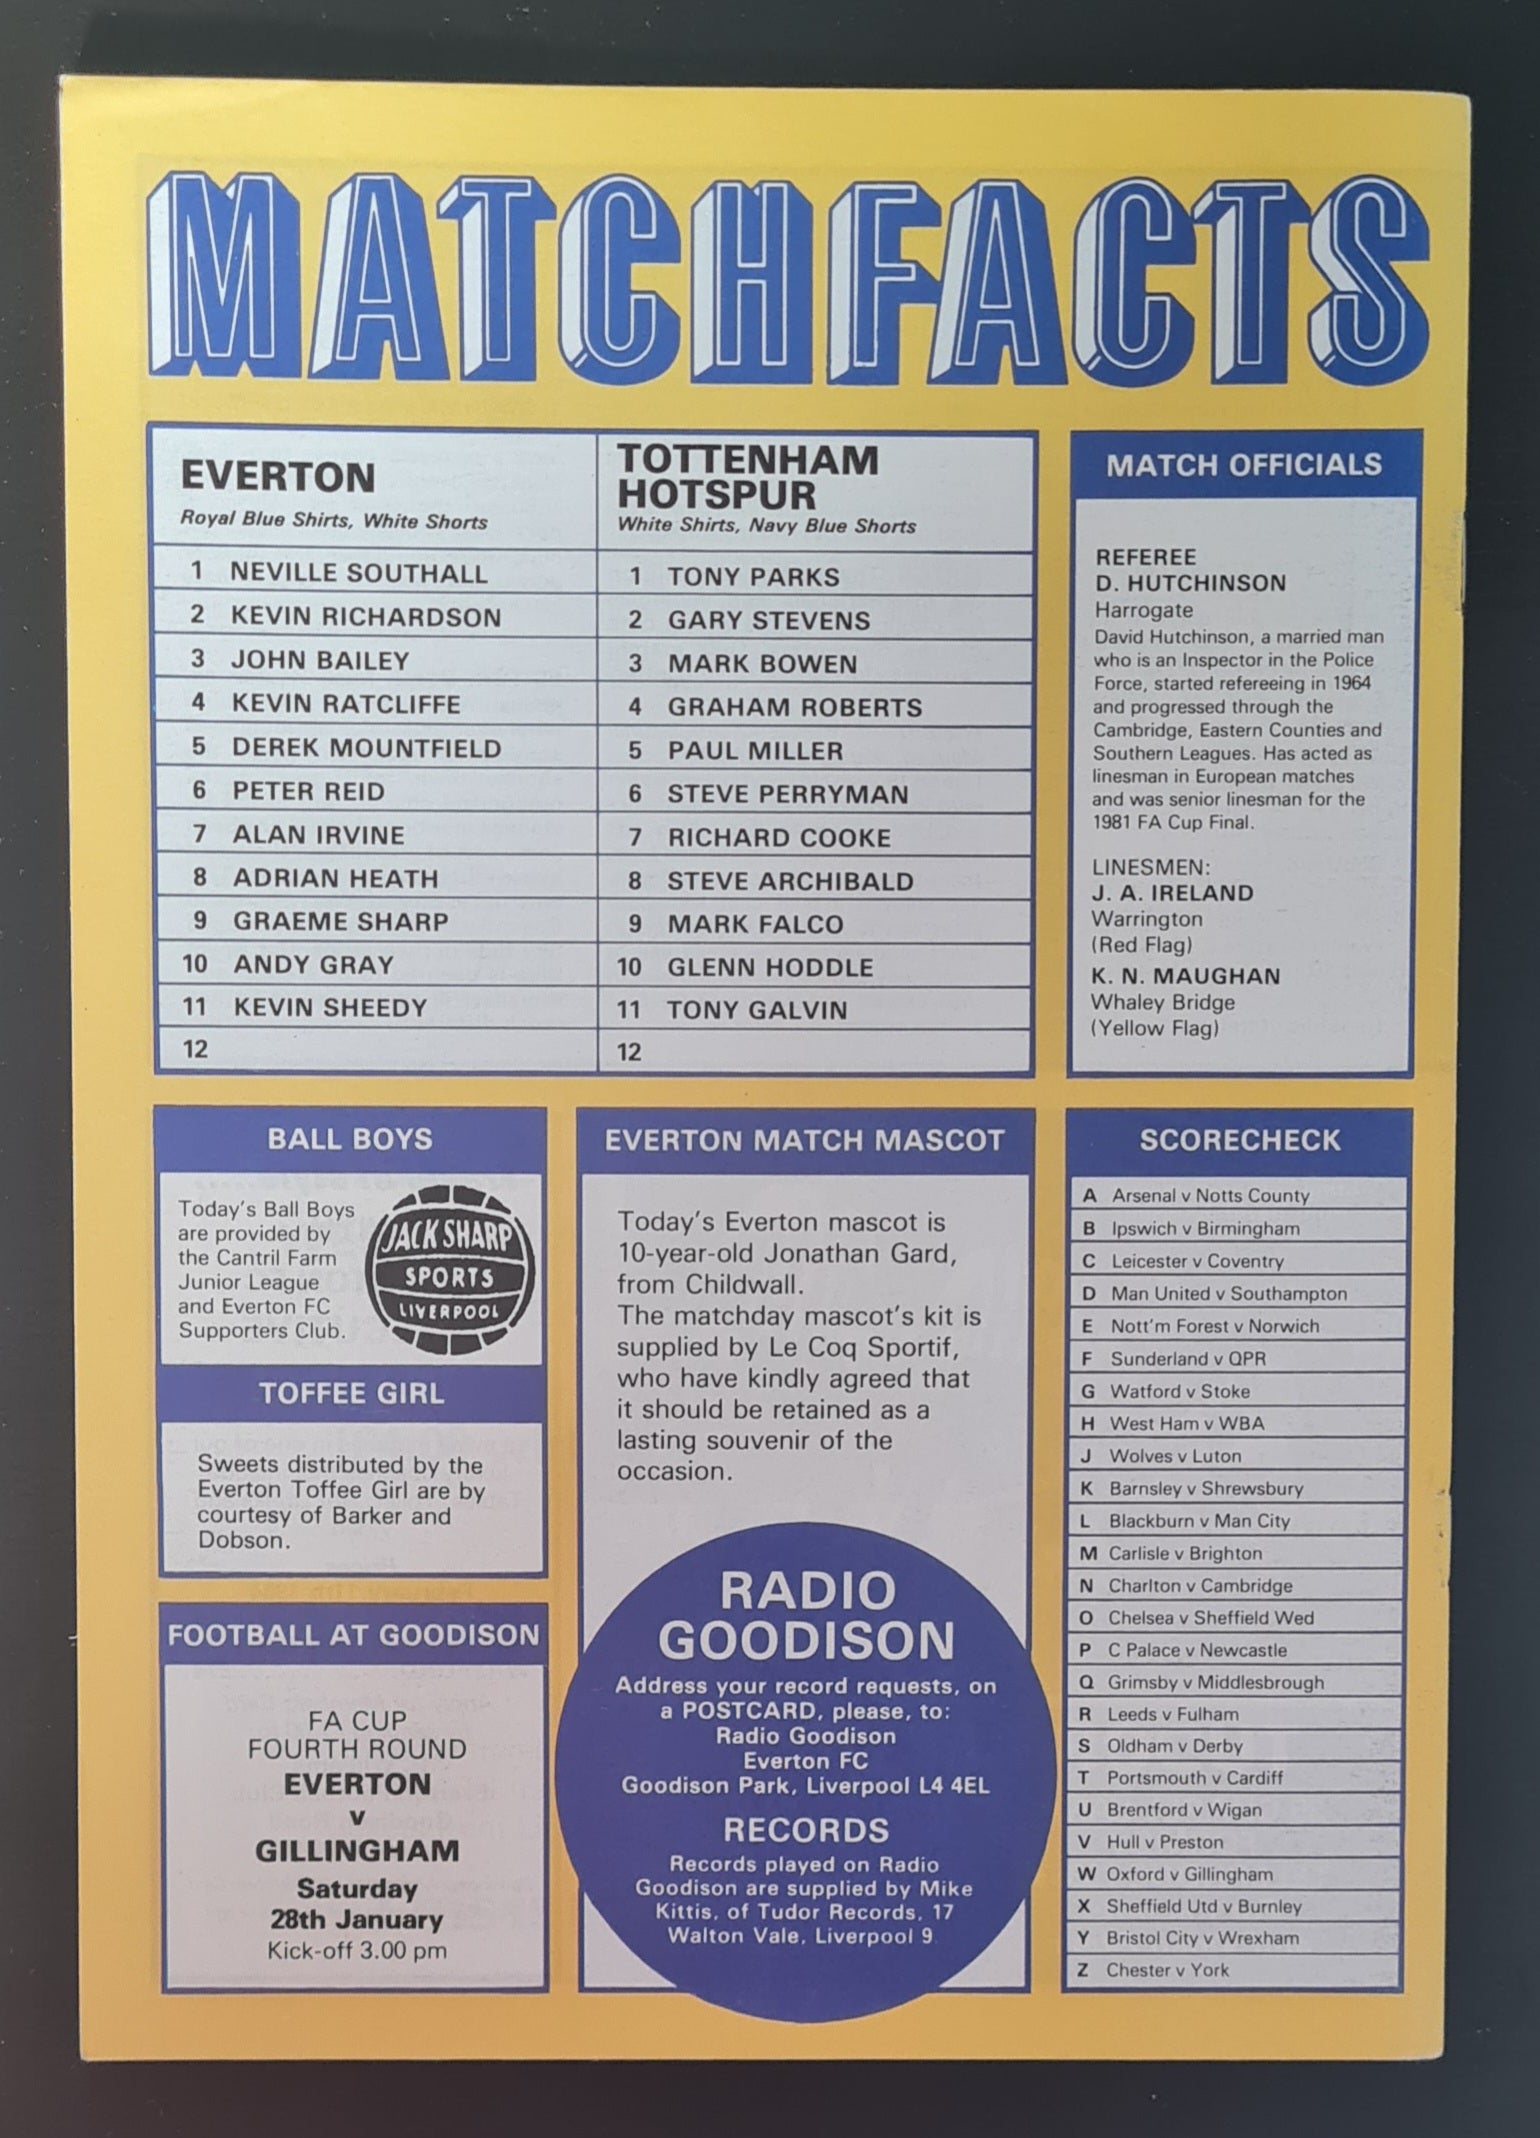 MATCHFACTS
EVERTON
Royal Blue Shirts, White Shorts
1 NEVILLE SOUTHALL
2 KEVIN RICHARDSON
3 JOHN BAILEY
4 KEVIN RATCLIFFE
5 DEREK MOUNTFIELD
6 PETER REID
7 ALAN IRVINE
8 ADRIAN HEATH
9 GRAEME SHARP
10 ANDY GRAY
11 KEVIN SHEEDY
12
TOTTENHAM
HOTSPUR
White Shirts, Navy Blue Shorts
1 TONY PARKS
2 GARY STEVENS
3 MARK BOWEN
4 GRAHAM ROBERTS
5 PAUL MILLER
6 STEVE PERRYMAN
7 RICHARD COOKE
8 STEVE ARCHIBALD
9 MARK FALCO
10 GLENN HODDLE
11 TONY GALVIN
12
MATCH OFFICIALS
REFEREE
D. HUTCHINSON
Harrogate
David Hutchinson, a married man
who is an Inspector in the Police
Force, started refereeing in 1964
and progressed through the
Cambridge, Eastern Counties and
Southern Leagues. Has acted as
linesman in European matches
and was senior linesman for the
1981 FA Cup Final.
LINESMEN:
J. A. IRELAND
Warrington
(Red Flag)
K. N. MAUGHAN
Whaley Bridge
(Yellow Flag)
BALL BOYS
Today's Ball Boys
are provided by
the Cantril Farm
Junior League
and Everton FC
Supporters Club.
JACK SHARP
SPORTS
LIVERPOOL
TOFFEE GIRL
Sweets distributed by the
Everton Toffee Girl are by
courtesy of Barker and
Dobson.
FOOTBALL AT GOODISON
FA CUP
FOURTH ROUND
EVERTON
v
GILLINGHAM
Saturday
28th January
Kick-off 3.00 pm
EVERTON MATCH MASCOT
Today's Everton mascot is
10-year-old Jonathan Gard,
from Childwall.
The matchday mascot's kit is
supplied by Le Coq Sportif,
who have kindly agreed that
it should be retained as a
lasting souvenir of the
occasion.
RADIO
GOODISON
Address your record requests, on
a POSTCARD, please, to:
Radio Goodison
Everton FC
Goodison Park, Liverpool L4 4EL
RECORDS
Records played on Radio
Goodison are supplied by Mike
Kittis, of Tudor Records, 17
Walton Vale, Liverpool 9
SCORECHECK
A Arsenal v Notts County
B Ipswich v Birmingham
C Leicester v Coventry
D Man United v Southampton
E Nott'm Forest v Norwich
F Sunderland v QPR
G Watford v Stoke
H West Ham v WBA
J Wolves v Luton
K Barnsley v Shrewsbury
L Blackburn v Man City
M Carlisle v Brighton
N Charlton v Cambridge
O Chelsea v Sheffield Wed
P C Palace v Newcastle
Q Grimsby v Middlesbrough
R Leeds v Fulham
S Oldham v Derby
T Portsmouth v Cardiff
U Brentford v Wigan
V Hull v Preston
W Oxford v Gillingham
X Sheffield Utd v Burnley
Y Bristol City v Wrexham
Z Chester v York